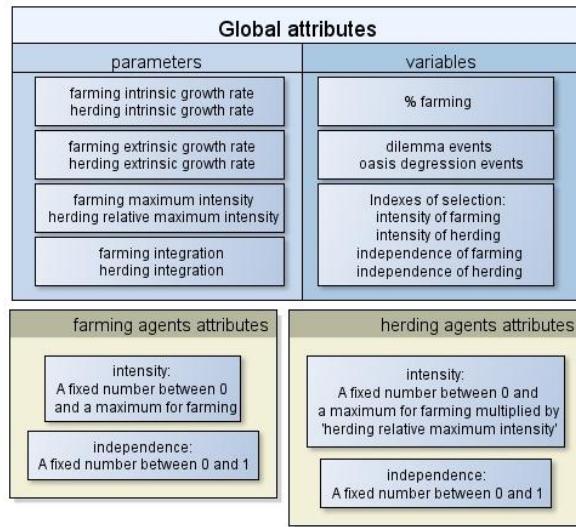 Global attributes
parameters
farming intrinsic growth rate
herding intrinsic growth rate
farming extrinsic growth rate
herding extrinsic growth rate
farming maximum intensity
herding relative maximum intensity
farming integration
herding integration
variables
% farming
dilemma events
oasis degression events
Indexes of selection:
intensity of farming
intensity of herding
independence of farming
independence of herding
farming agents attributes
intensity:
A fixed number between 0
and a maximum for farming
independence:
A fixed number between 0 and 1
herding agents attributes
intensity:
A fixed number between 0 and
a maximum for farming multiplied by
'herding relative maximum intensity'
independence:
A fixed number between 0 and 1